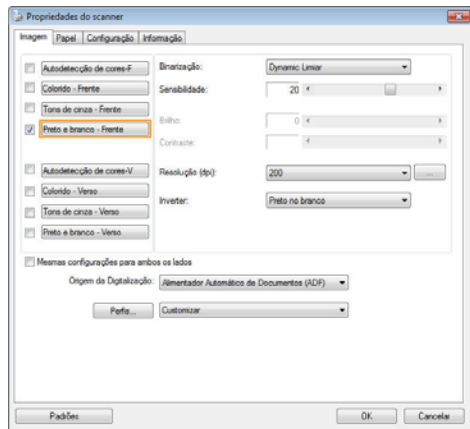 Propriedades do scanner
Imagem Papel Configuração Informação
Autodetecção de cores-F
Colorido - Frente
Tons de cinza - Frente
Preto e branco - Frente
Autodetecção de cores-V
Colorido - Verso
Tons de cinza - Verso
Preto e branco - Verso
Binarização: Dynamic Limiar
Sensibilidade: 20
Brilho: 0
Contraste:
Resolução (dpi): 200 ...
Inverter: Preto no branco
Mesmas configurações para ambos os lados
Origem da Digitalização: Alimentador Automático de Documentos (ADF)
Perfis... Customizar
Padrões OK Cancelar